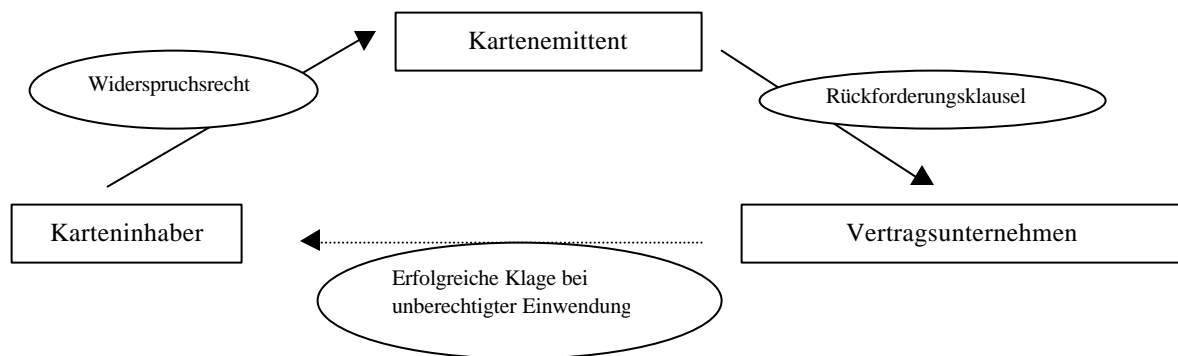 Kartenemittent
Widerspruchsrecht
Rückforderungsklausel
Karteninhaber
Vertragsunternehmen
Erfolgreiche Klage bei
unberechtigter Einwendung